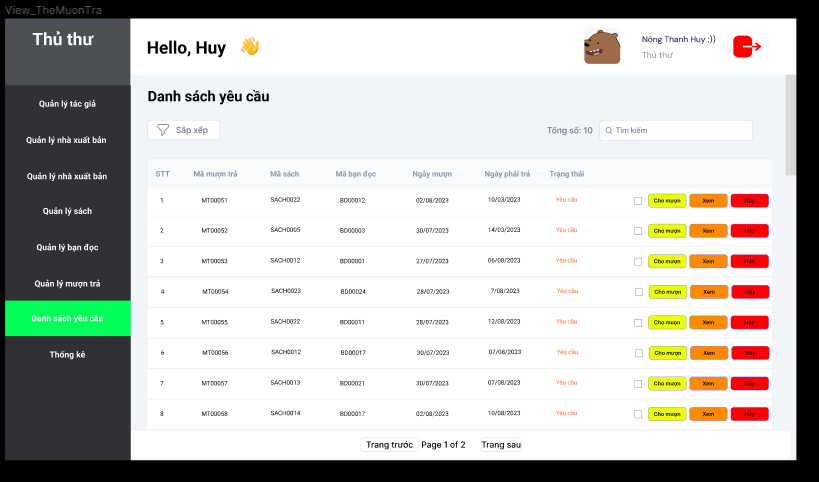 View_TheMuonTra
Thủ thư
Hello, Huy 👋
Nông Thanh Huy :))
Thủ thư
Quản lý tác giả
Quản lý nhà xuất bản
Quản lý nhà xuất bản
Quản lý sách
Quản lý bạn đọc
Quản lý mượn trả
Danh sách yêu cầu
Thống kê
Danh sách yêu cầu
Sắp xếp
Tổng số: 10
Tìm kiếm
STT Mã mượn trả Mã sách Mã bạn đọc Ngày mượn Ngày phải trả Trạng thái
1 MT00051 SACH0022 BD00012 02/08/2023 10/03/2023 Yêu cầu Cho mượn Xem Hủy
2 MT00052 SACH0005 BD00003 30/07/2023 14/03/2023 Yêu cầu Cho mượn Xem Hủy
3 MT00053 SACH0012 BD00001 27/07/2023 06/08/2023 Yêu cầu Cho mượn Xem Hủy
4 MT00054 SACH0023 BD00024 28/07/2023 7/08/2023 Yêu cầu Cho mượn Xem Hủy
5 MT00055 SACH0022 BD00011 28/07/2023 12/08/2023 Yêu cầu Cho mượn Xem Hủy
6 MT00056 SACH0012 BD00017 30/07/2023 07/08/2023 Yêu cầu Cho mượn Xem Hủy
7 MT00057 SACH0013 BD00021 30/07/2023 07/08/2023 Yêu cầu Cho mượn Xem Hủy
8 MT00058 SACH0014 BD00017 02/08/2023 10/08/2023 Yêu cầu Cho mượn Xem Hủy
Trang trước Page 1 of 2 Trang sau